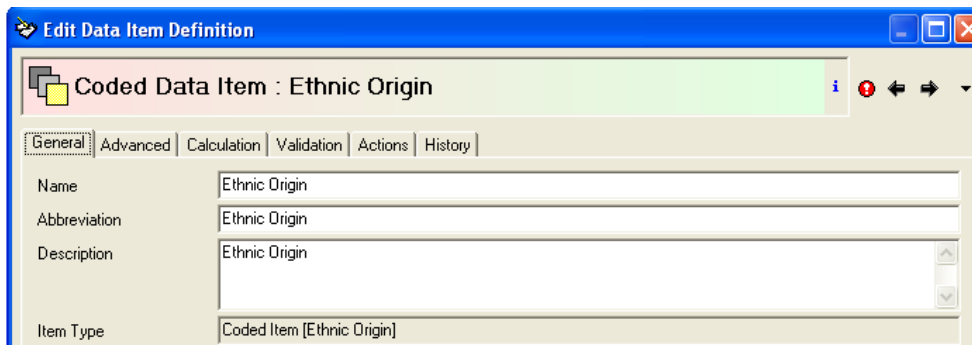 Edit Data Item Definition
Coded Data Item : Ethnic Origin
General Advanced Calculation Validation Actions History
Name Ethnic Origin
Abbreviation Ethnic Origin
Description Ethnic Origin
Item Type Coded Item [Ethnic Origin]